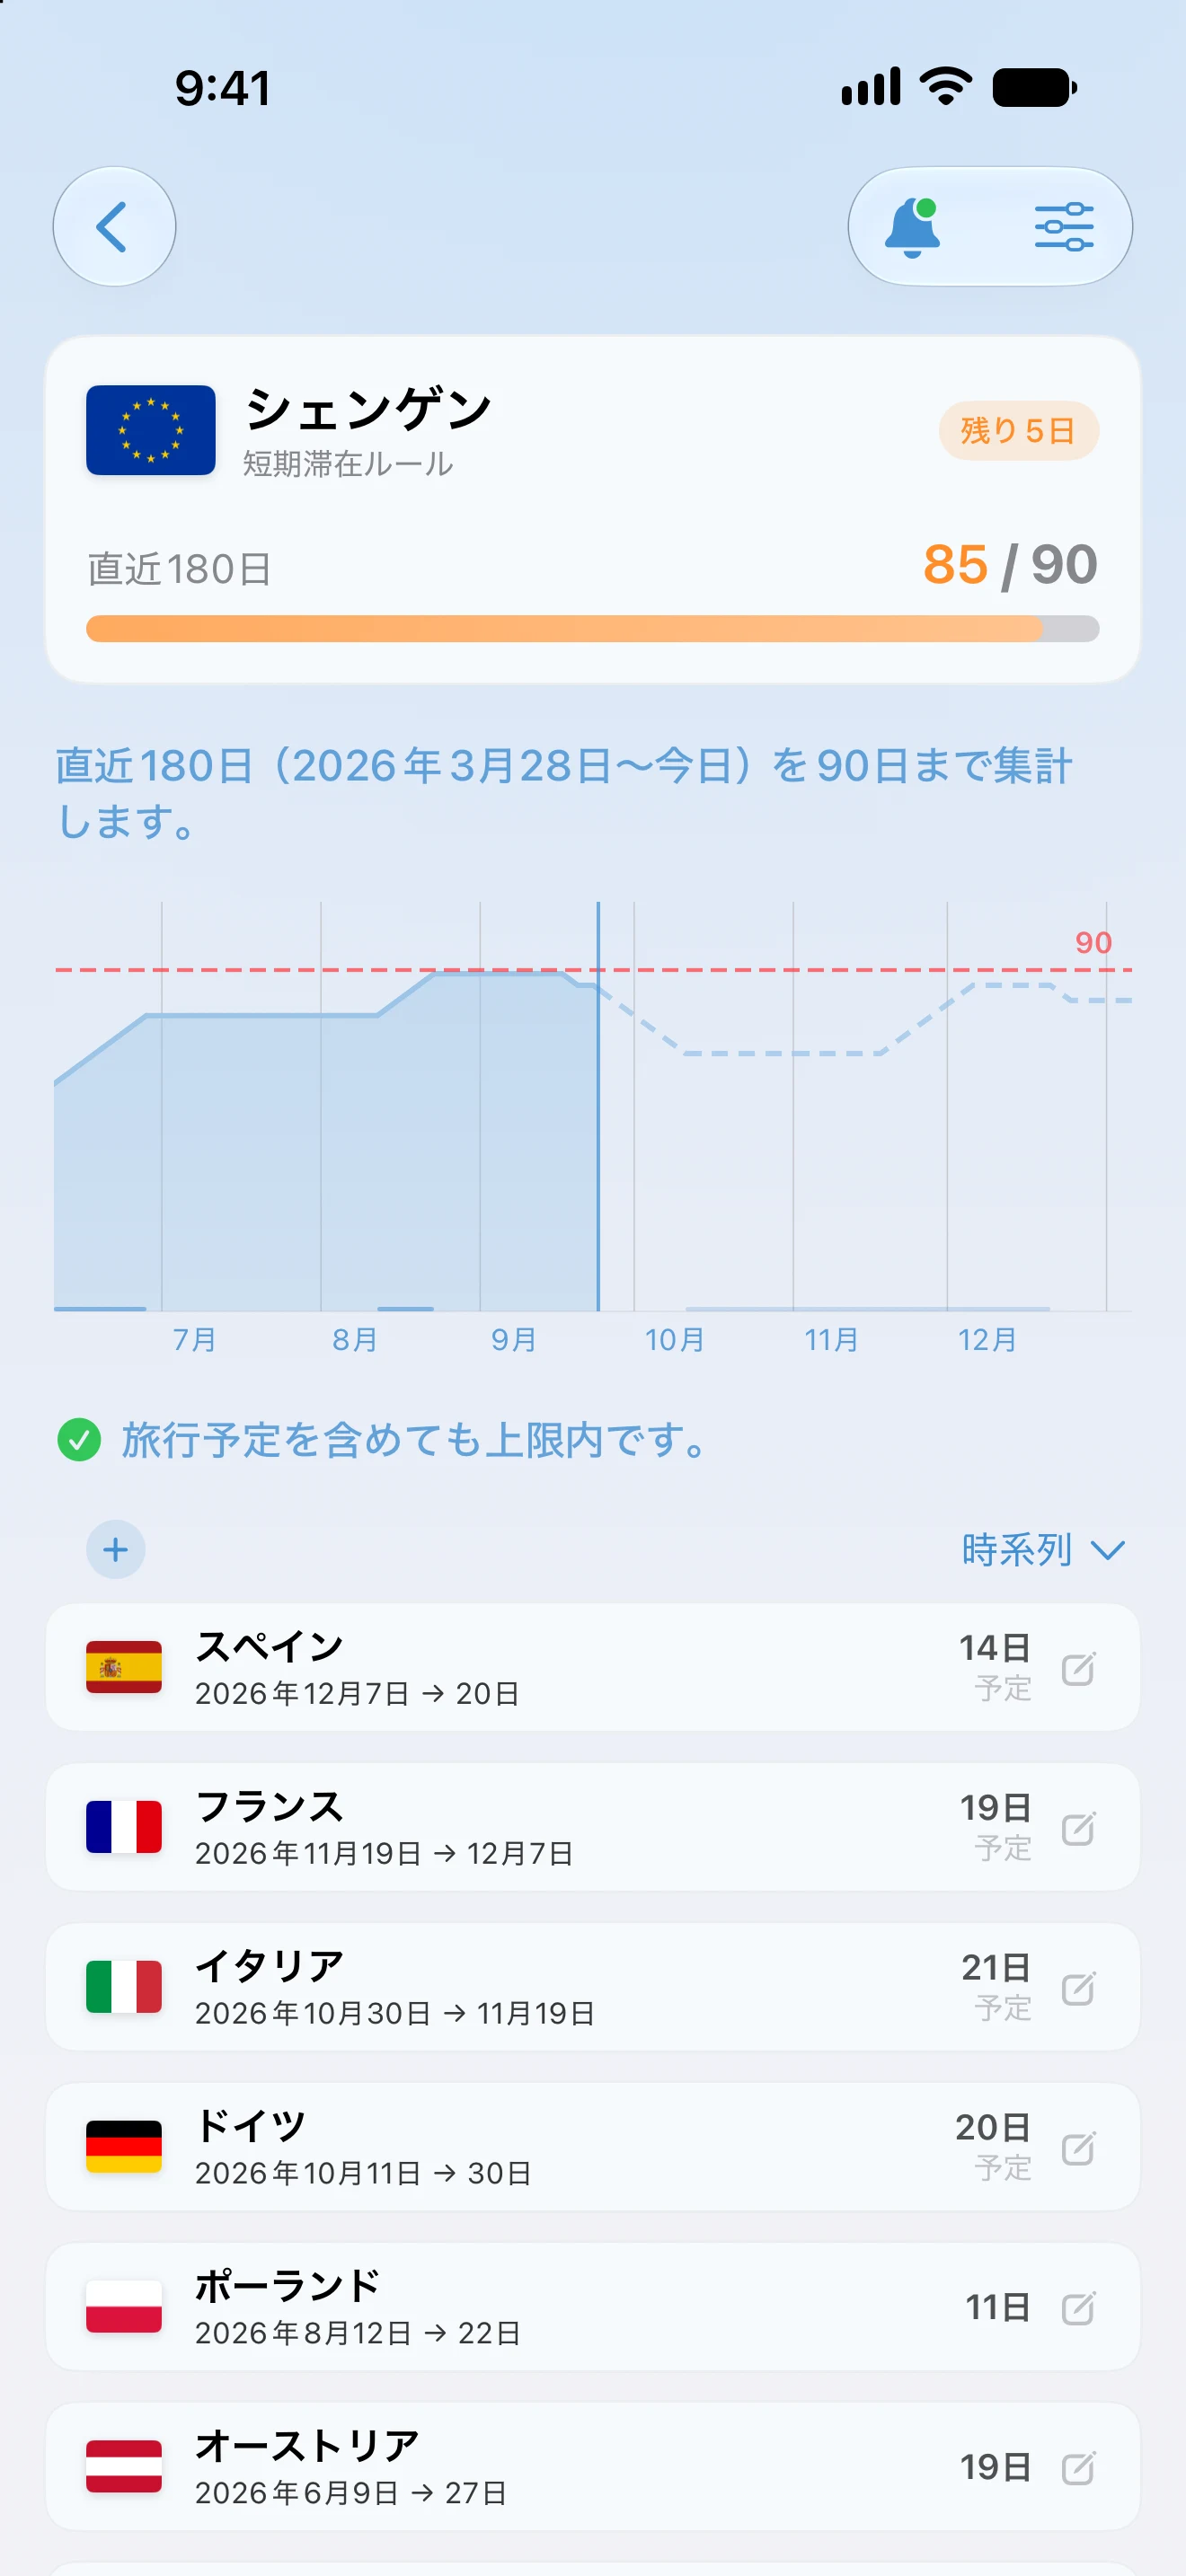 9:41
シェンゲン
短期滞在ルール
残り5日
直近180日
85 / 90
直近180日（2026年3月28日〜今日）を90日まで集計
します。
90
7月 8月 9月 10月 11月 12月
旅行予定を含めても上限内です。
時系列
スペイン
2026年12月7日 → 20日
14日
予定
フランス
2026年11月19日 → 12月7日
19日
予定
イタリア
2026年10月30日 → 11月19日
21日
予定
ドイツ
2026年10月11日 → 30日
20日
予定
ポーランド
2026年8月12日 → 22日
11日
オーストリア
2026年6月9日 → 27日
19日